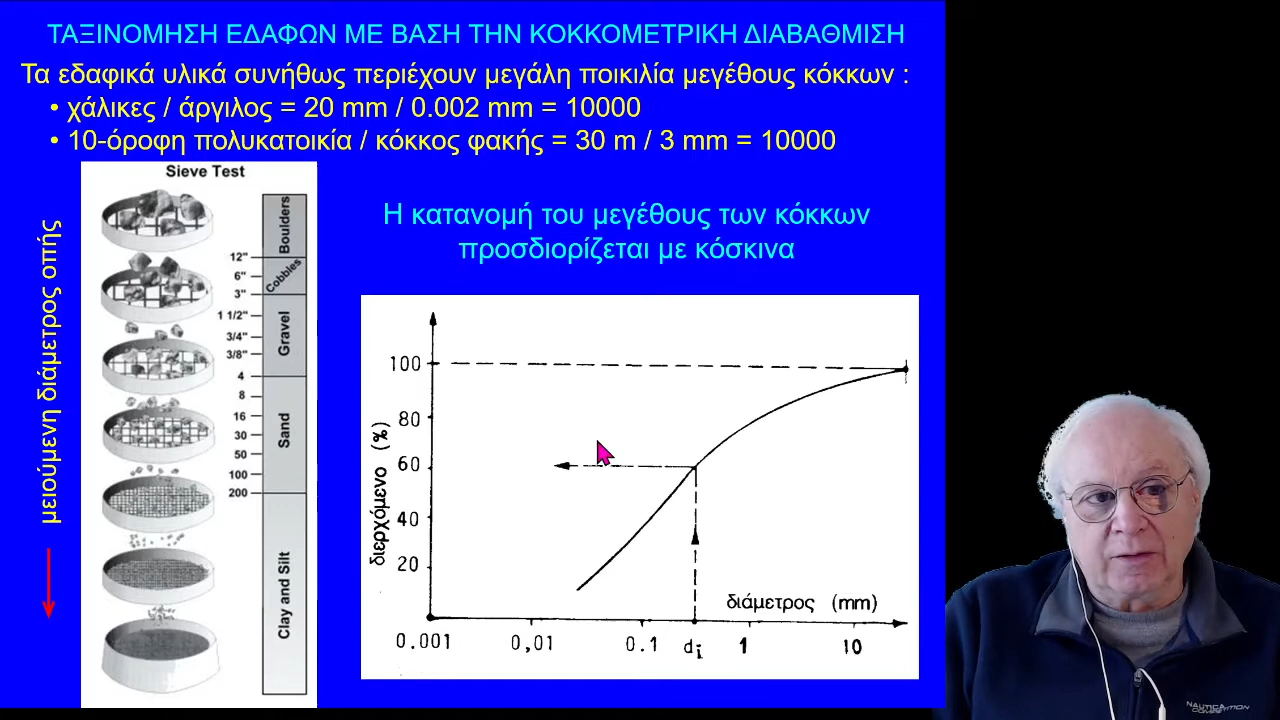 ΤΑΞΙΝΟΜΗΣΗ ΕΔΑΦΩΝ ΜΕ ΒΑΣΗ ΤΗΝ ΚΟΚΚΟΜΕΤΡΙΚΗ ΔΙΑΒΑΘΜΙΣΗ
Τα εδαφικά υλικά συνήθως περιέχουν μεγάλη ποικιλία μεγέθους κόκκων :
• χάλικες / άργιλος = 20 mm / 0.002 mm = 10000
• 10-όροφη πολυκατοικία / κόκκος φακής = 30 m / 3 mm = 10000
μειούμενη διάμετρος οπής
Sieve Test
Boulders
12"
Cobbles
6"
3"
1 1/2"
Gravel
3/4"
3/8"
4
8
16
Sand
30
50
100
200
Clay and Silt
Η κατανομή του μεγέθους των κόκκων
προσδιορίζεται με κόσκινα
διερχόμενο (%)
100
80
60
40
20
διάμετρος (mm)
0.001 0,01 0.1 di 1 10
NAUTICA
COMPETITION